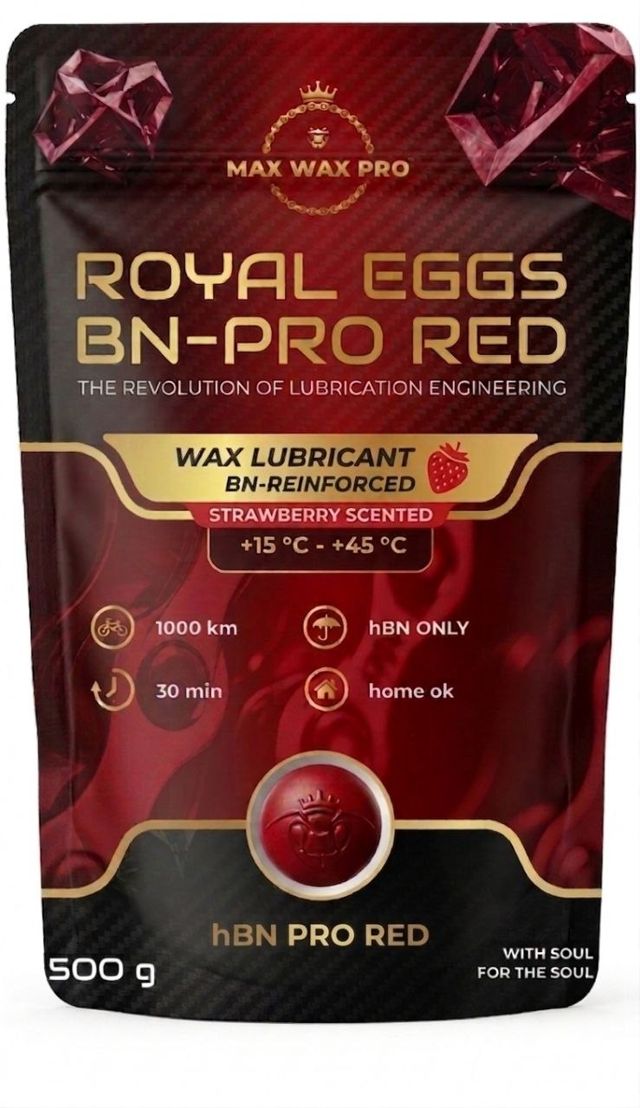 MAX WAX PRO
ROYAL EGGS
BN-PRO RED
THE REVOLUTION OF LUBRICATION ENGINEERING
WAX LUBRICANT
BN-REINFORCED
STRAWBERRY SCENTED
+15 °C - +45 °C
1000 km
hBN ONLY
30 min
home ok
hBN PRO RED
500 g
WITH SOUL
FOR THE SOUL